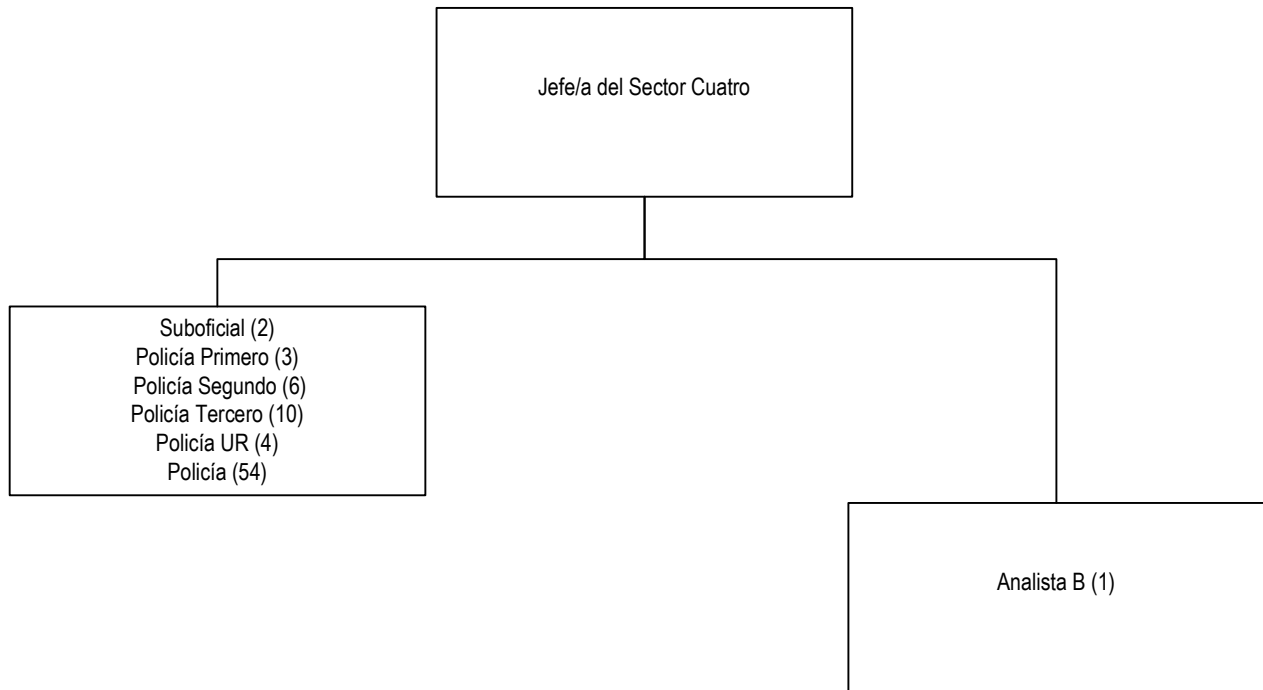 Jefe/a del Sector Cuatro
Suboficial (2)
Policía Primero (3)
Policía Segundo (6)
Policía Tercero (10)
Policía UR (4)
Policía (54)
Analista B (1)